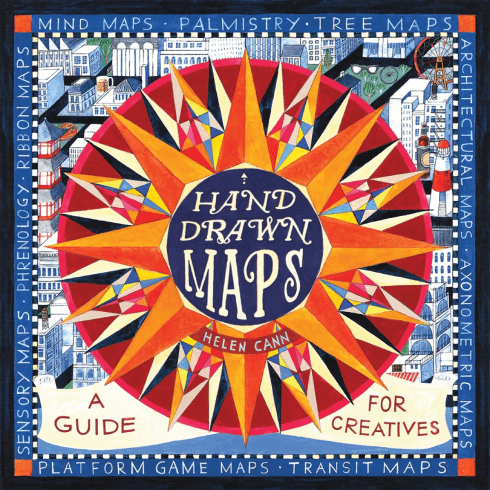 MIND MAPS · PALMISTRY · TREE MAPS
ARCHITECTURAL MAPS · AXONOMETRIC MAPS
SENSORY MAPS · PHRENOLOGY · RIBBON MAPS
HAND
DRAWN
MAPS
HELEN CANN
A
GUIDE
FOR
CREATIVES
PLATFORM GAME MAPS · TRANSIT MAPS